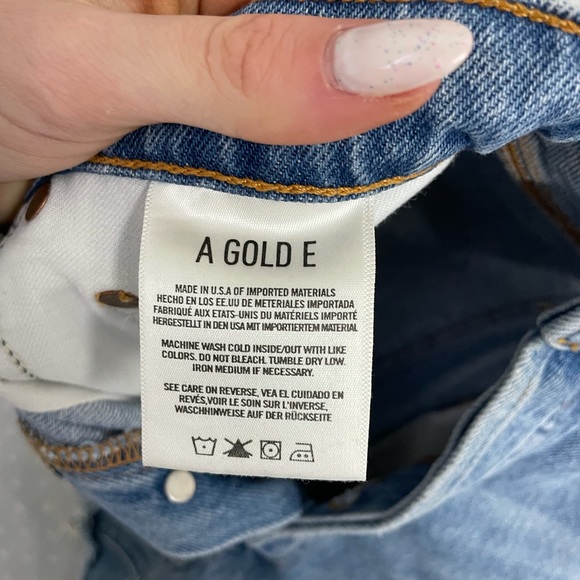 A GOLD E
MADE IN U.S.A OF IMPORTED MATERIALS
HECHO EN LOS EE.UU DE METERIALES IMPORTADA
FABRIQUÉ AUX ETATS-UNIS DU MATÉRIELS IMPORTÉ
HERGESTELLT IN DEN USA MIT IMPORTIERTEM MATERIAL
MACHINE WASH COLD INSIDE/OUT WITH LIKE
COLORS. DO NOT BLEACH. TUMBLE DRY LOW.
IRON MEDIUM IF NECESSARY.
SEE CARE ON REVERSE, VEA EL CUIDADO EN
REVÉS,VOIR LE SOIN SUR L'INVERSE,
WASCHHINWEISE AUF DER RÜCKSEITE